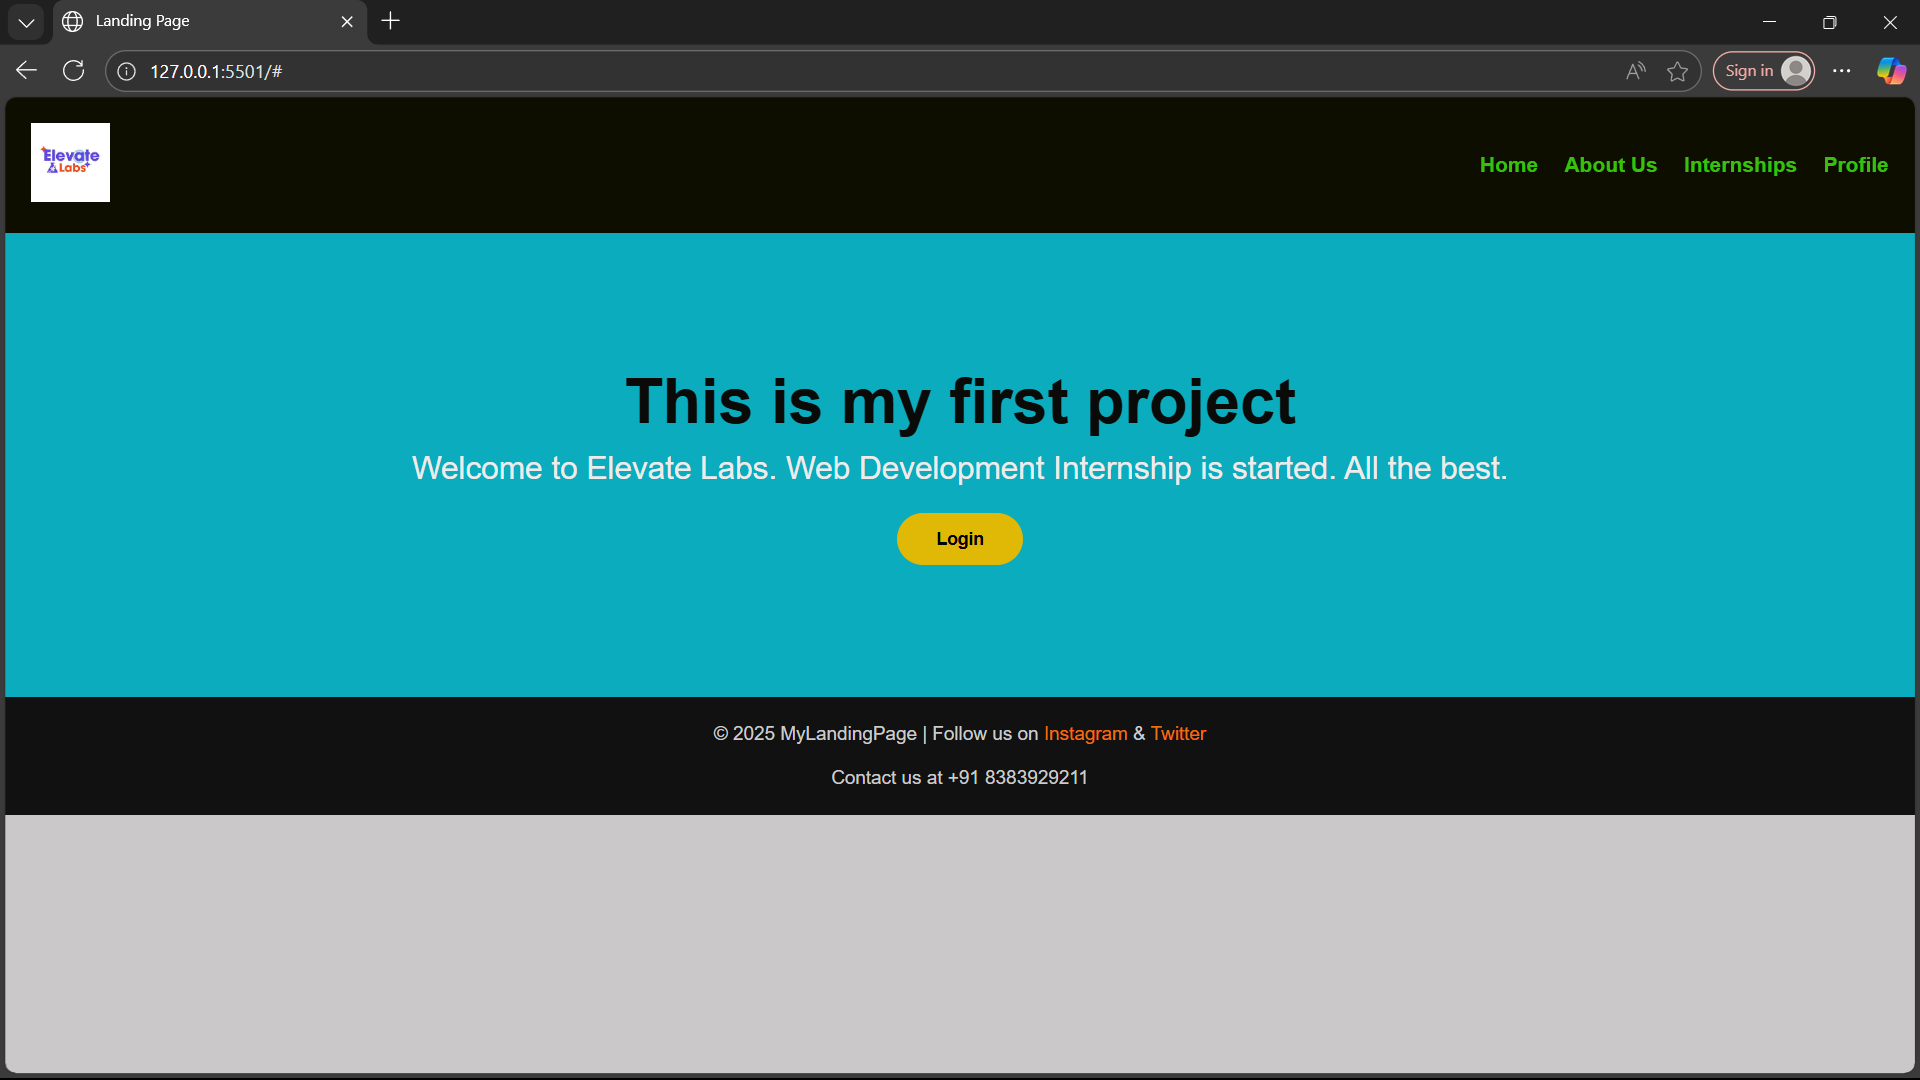 Landing Page
127.0.0.1:5501/#
Sign in
Elevate
Labs
Home About Us Internships Profile
This is my first project
Welcome to Elevate Labs. Web Development Internship is started. All the best.
Login
© 2025 MyLandingPage | Follow us on Instagram & Twitter
Contact us at +91 8383929211